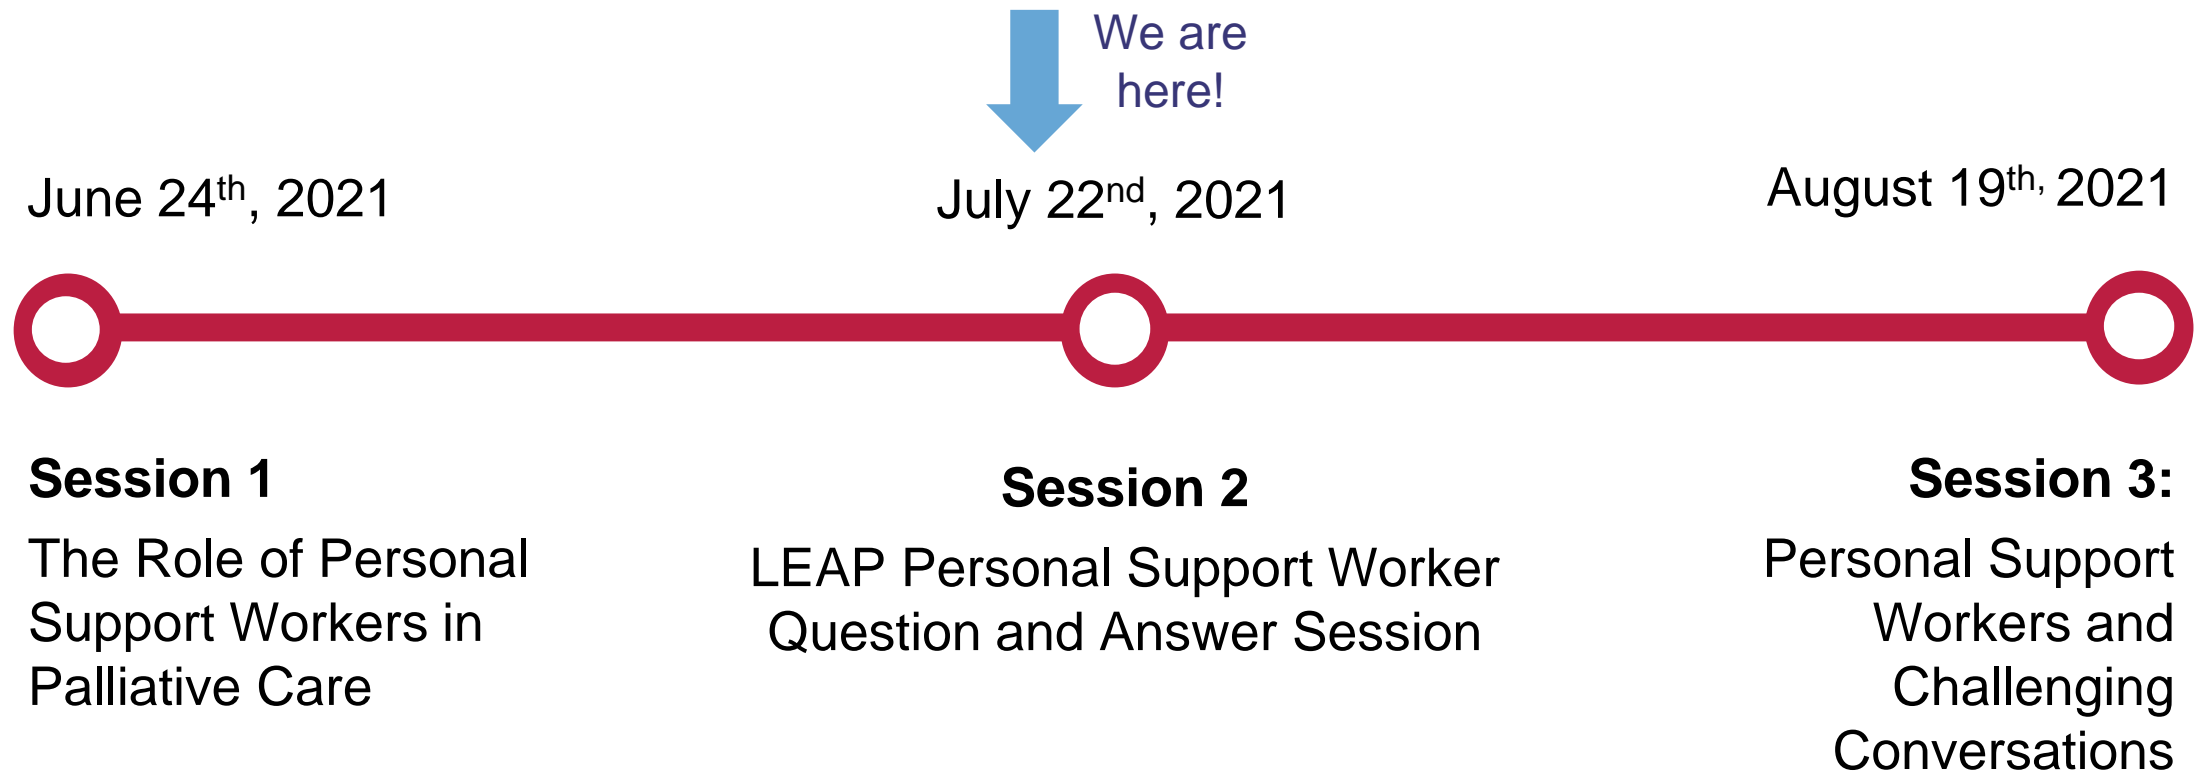 We are
here!
June 24th, 2021
July 22nd, 2021
August 19th, 2021
Session 1
The Role of Personal
Support Workers in
Palliative Care
Session 2
LEAP Personal Support Worker
Question and Answer Session
Session 3:
Personal Support
Workers and
Challenging
Conversations